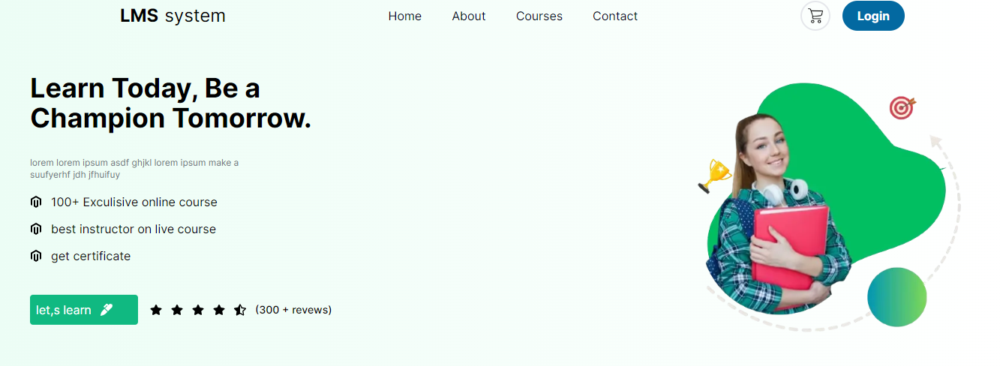 LMS system
Home About Courses Contact
Login
Learn Today, Be a
Champion Tomorrow.
lorem lorem ipsum asdf ghjkl lorem ipsum make a
suufyerhf jdh jfhuifuy
100+ Exculisive online course
best instructor on live course
get certificate
let,s learn
(300 + revews)